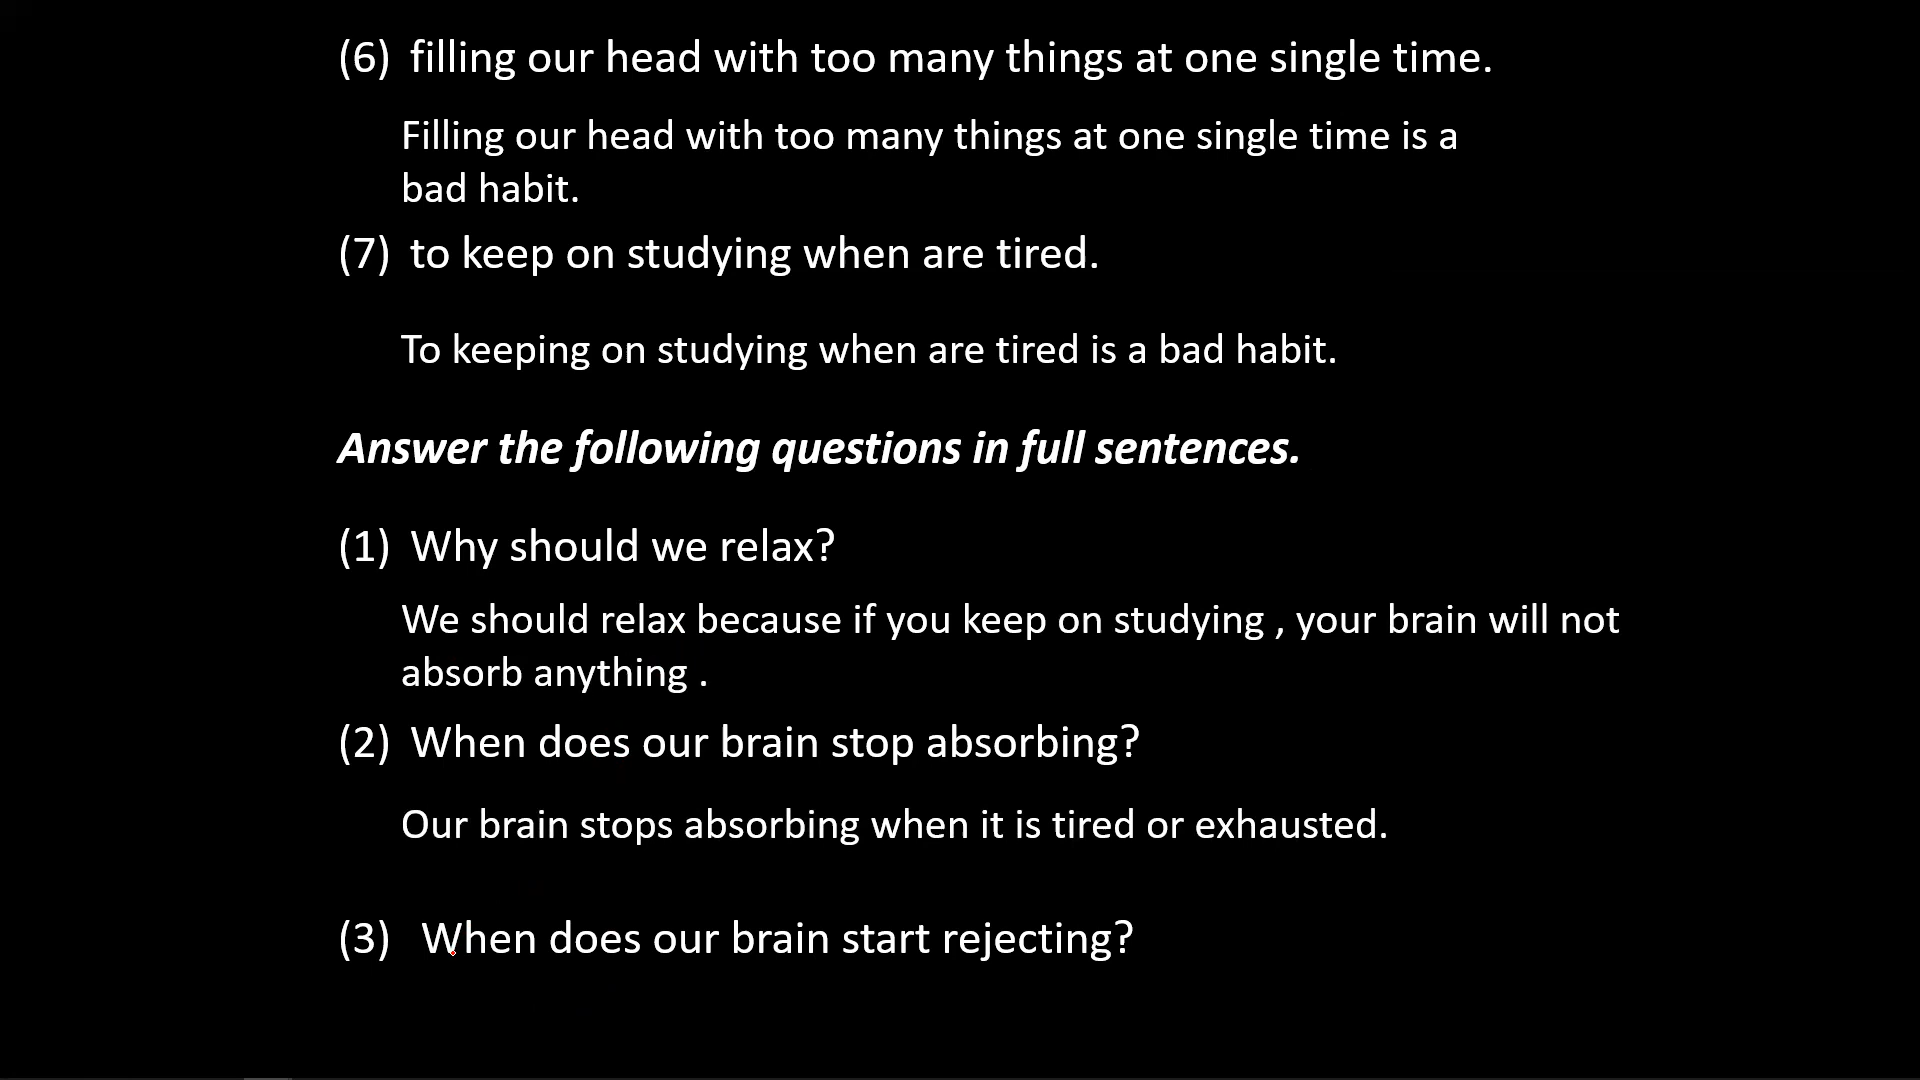 (6) filling our head with too many things at one single time.
Filling our head with too many things at one single time is a
bad habit.
(7) to keep on studying when are tired.
To keeping on studying when are tired is a bad habit.
Answer the following questions in full sentences.
(1) Why should we relax?
We should relax because if you keep on studying , your brain will not
absorb anything .
(2) When does our brain stop absorbing?
Our brain stops absorbing when it is tired or exhausted.
(3) When does our brain start rejecting?